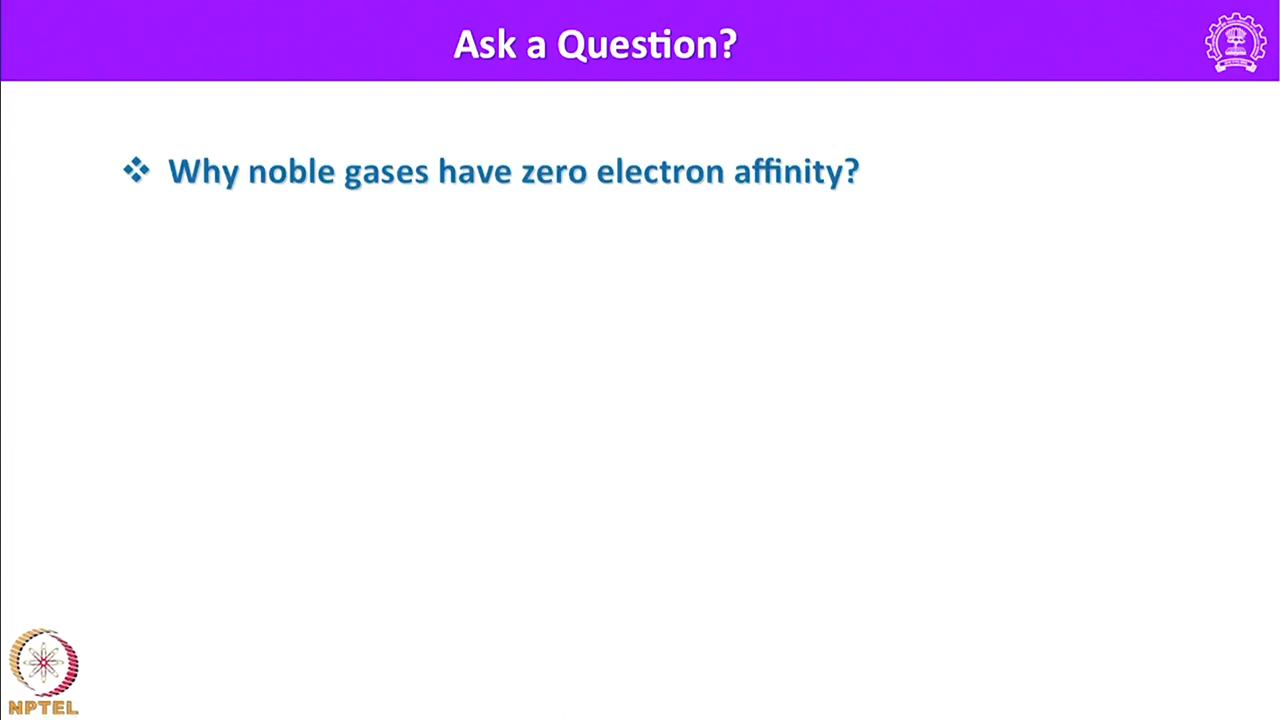 Ask a Question?
❖ Why noble gases have zero electron affinity?
NPTEL